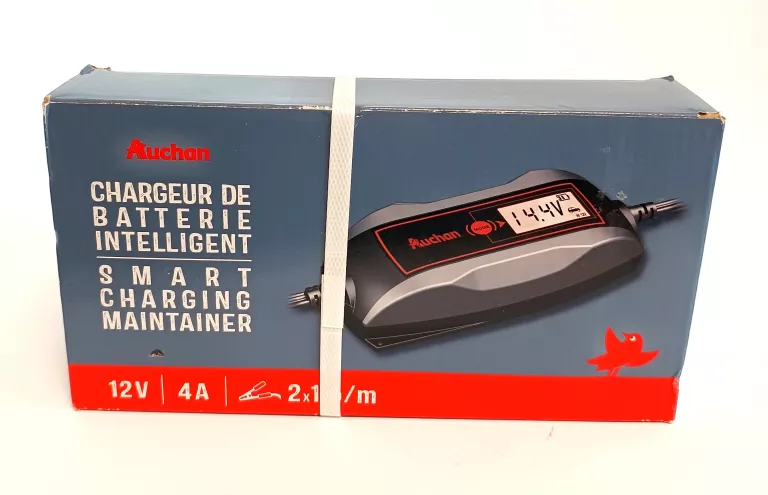 Auchan
CHARGEUR DE
BATTERIE
INTELLIGENT
SMART
CHARGING
MAINTAINER
Auchan
14.4V
12V
4A